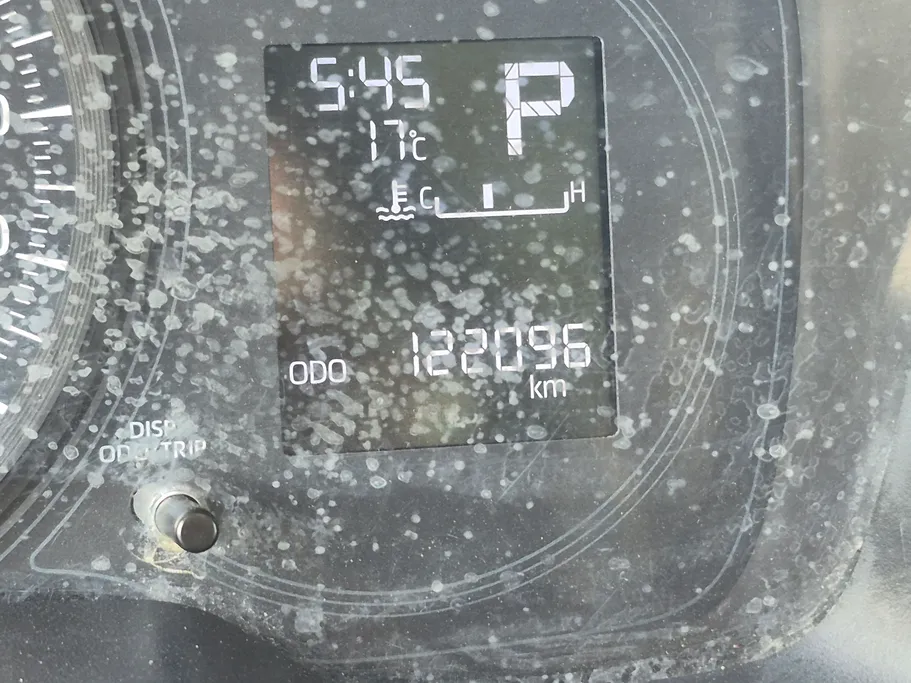 5:45
P
17°C
C H
ODO 122096
km
DISP
ODO/TRIP